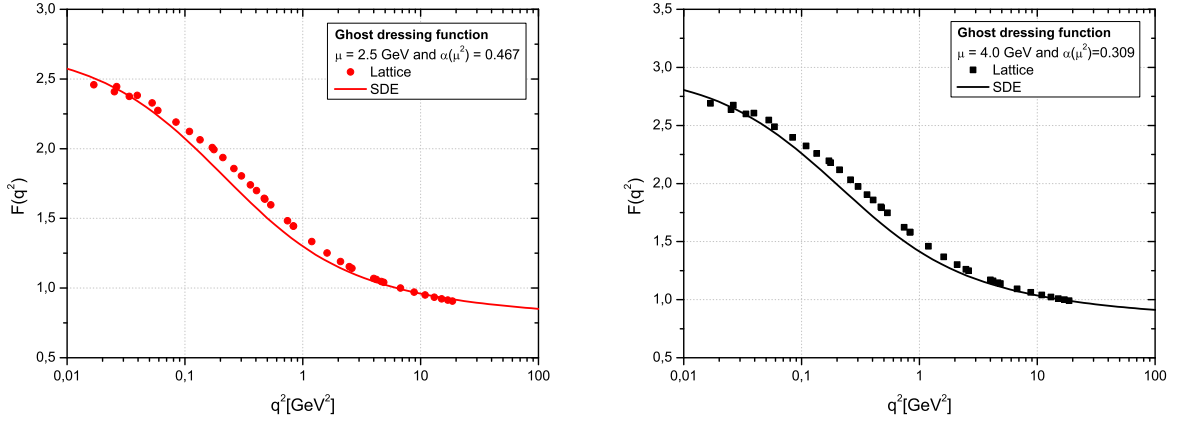 3,0
2,5
2,0
1,5
1,0
0,5
F(q²)
0,01 0,1 1 10 100
q²[GeV²]
Ghost dressing function
μ = 2.5 GeV and α(μ²) = 0.467
Lattice
SDE
3,5
3,0
2,5
2,0
1,5
1,0
0,5
F(q²)
0,01 0,1 1 10 100
q²[GeV²]
Ghost dressing function
μ = 4.0 GeV and α(μ²)=0.309
Lattice
SDE